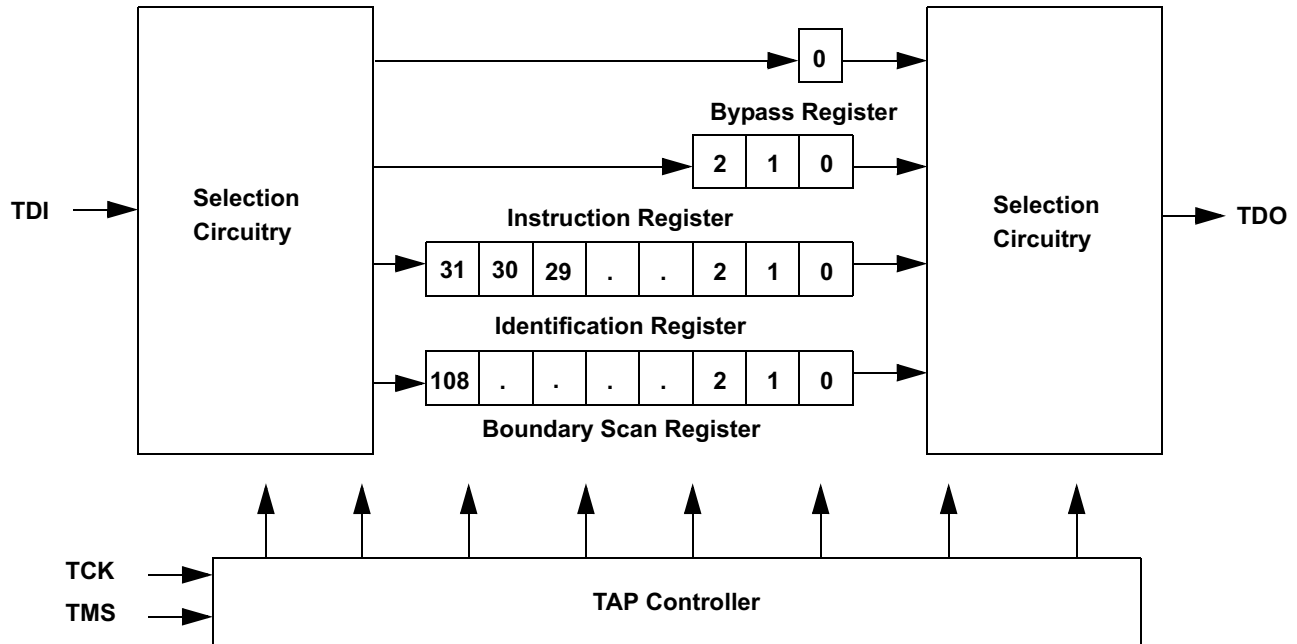 0
Bypass Register
2 1 0
Selection
Circuitry
Selection
Circuitry
TDI
TDO
Instruction Register
31 30 29 . . 2 1 0
Identification Register
108 . . . . 2 1 0
Boundary Scan Register
TCK
TMS
TAP Controller